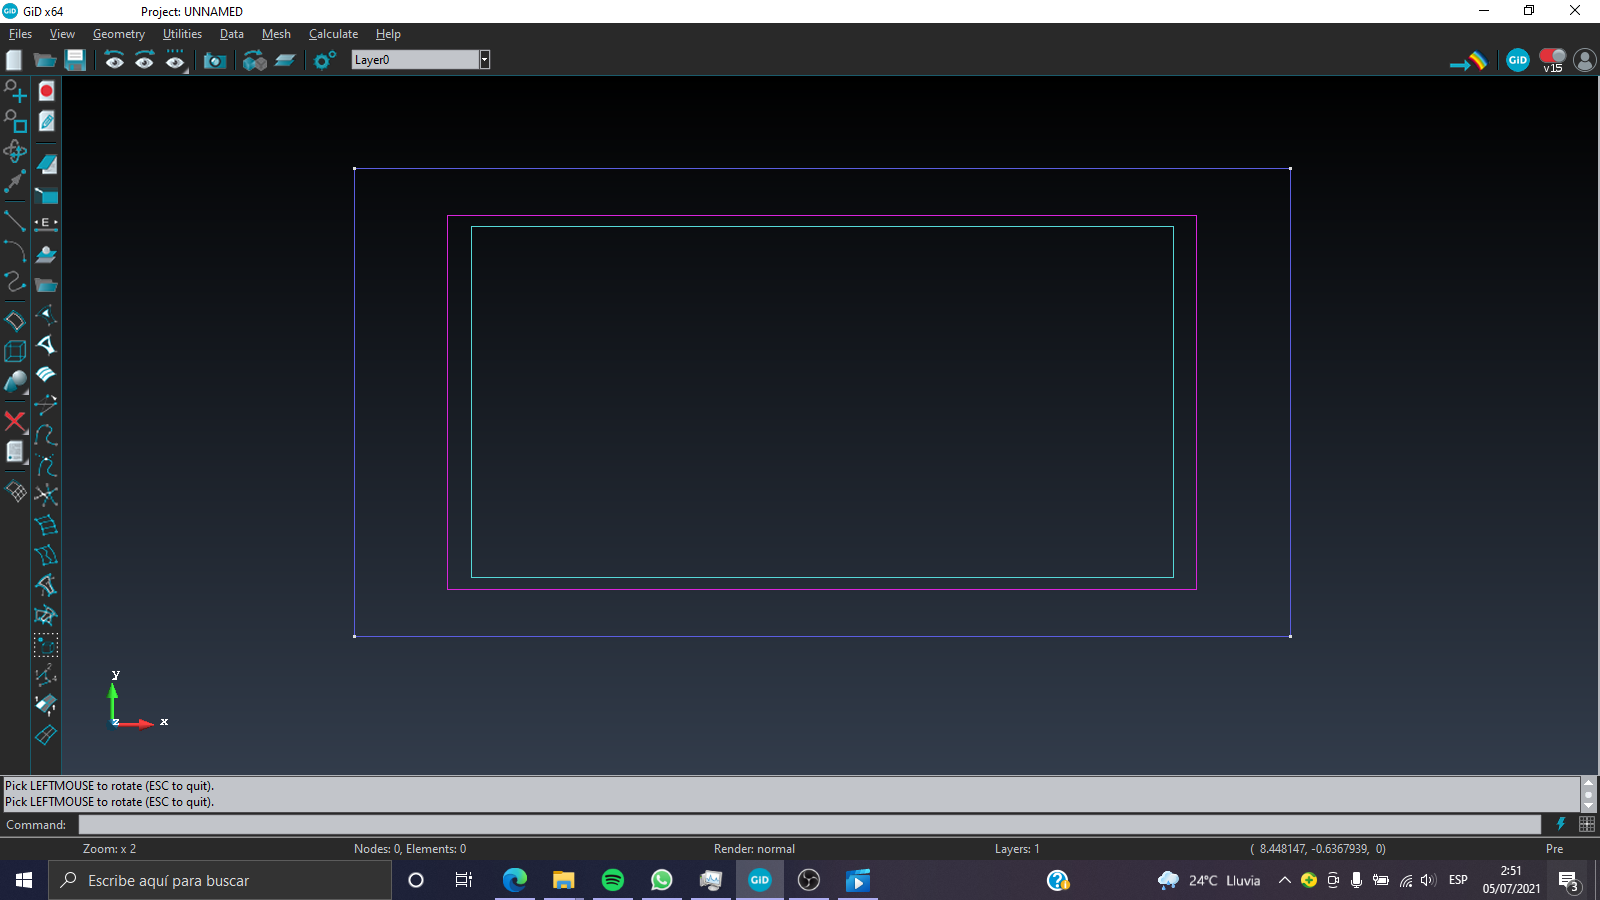 GiD GiD x64 Project: UNNAMED
Files View Geometry Utilities Data Mesh Calculate Help
Layer0
GiD
v15
E
y
z x
Pick LEFTMOUSE to rotate (ESC to quit).
Pick LEFTMOUSE to rotate (ESC to quit).
Command:
Zoom: x 2 Nodes: 0, Elements: 0 Render: normal Layers: 1 ( 8.448147, -0.6367939, 0) Pre
Escribe aquí para buscar
GiD
24°C Lluvia
ESP
2:51
05/07/2021
3